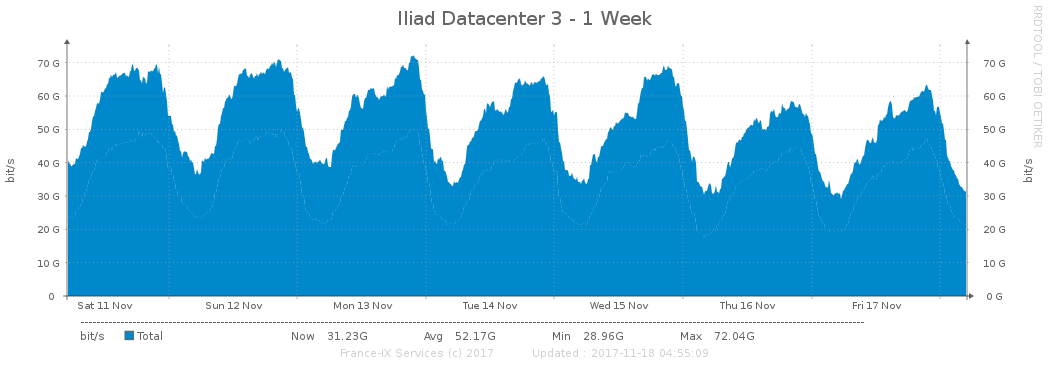 Iliad Datacenter 3 - 1 Week
RRDTOOL / TOBI OETIKER
bit/s
70 G
60 G
50 G
40 G
30 G
20 G
10 G
0
70 G
60 G
50 G
40 G
30 G
20 G
10 G
0 G
bit/s
Sat 11 Nov Sun 12 Nov Mon 13 Nov Tue 14 Nov Wed 15 Nov Thu 16 Nov Fri 17 Nov
bit/s Total Now 31.23G Avg 52.17G Min 28.96G Max 72.04G
France-IX Services (c) 2017 Updated : 2017-11-18 04:55:09